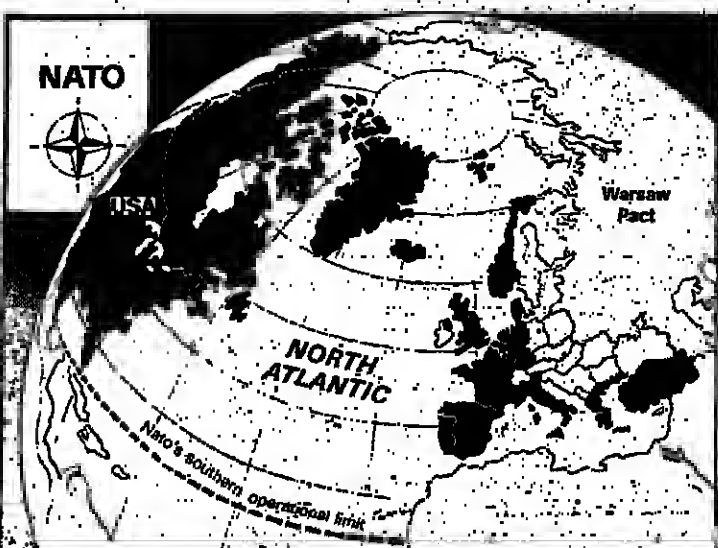 NATO
USA
Warsaw
Pact
NORTH
ATLANTIC
Nato's southern operational limit